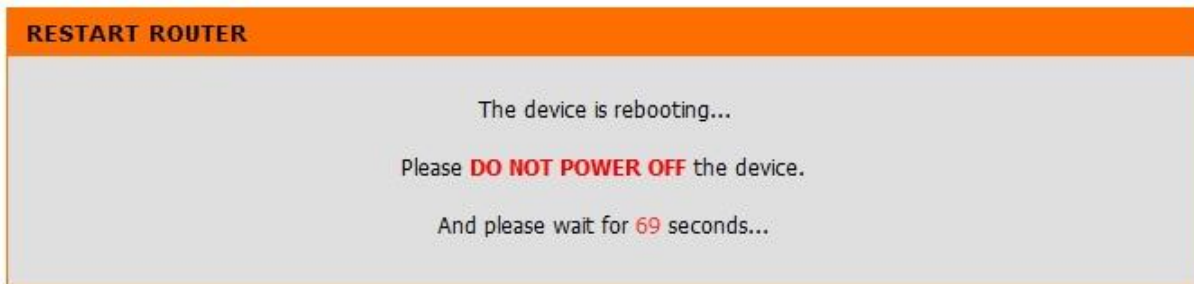 RESTART ROUTER
The device is rebooting...
Please DO NOT POWER OFF the device.
And please wait for 69 seconds...